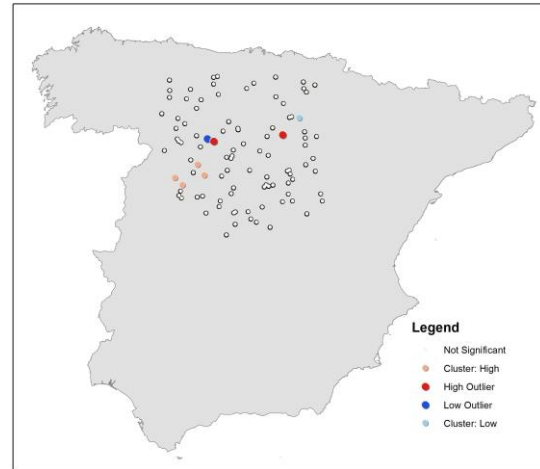 Legend
Not Significant
Cluster: High
High Outlier
Low Outlier
Cluster: Low